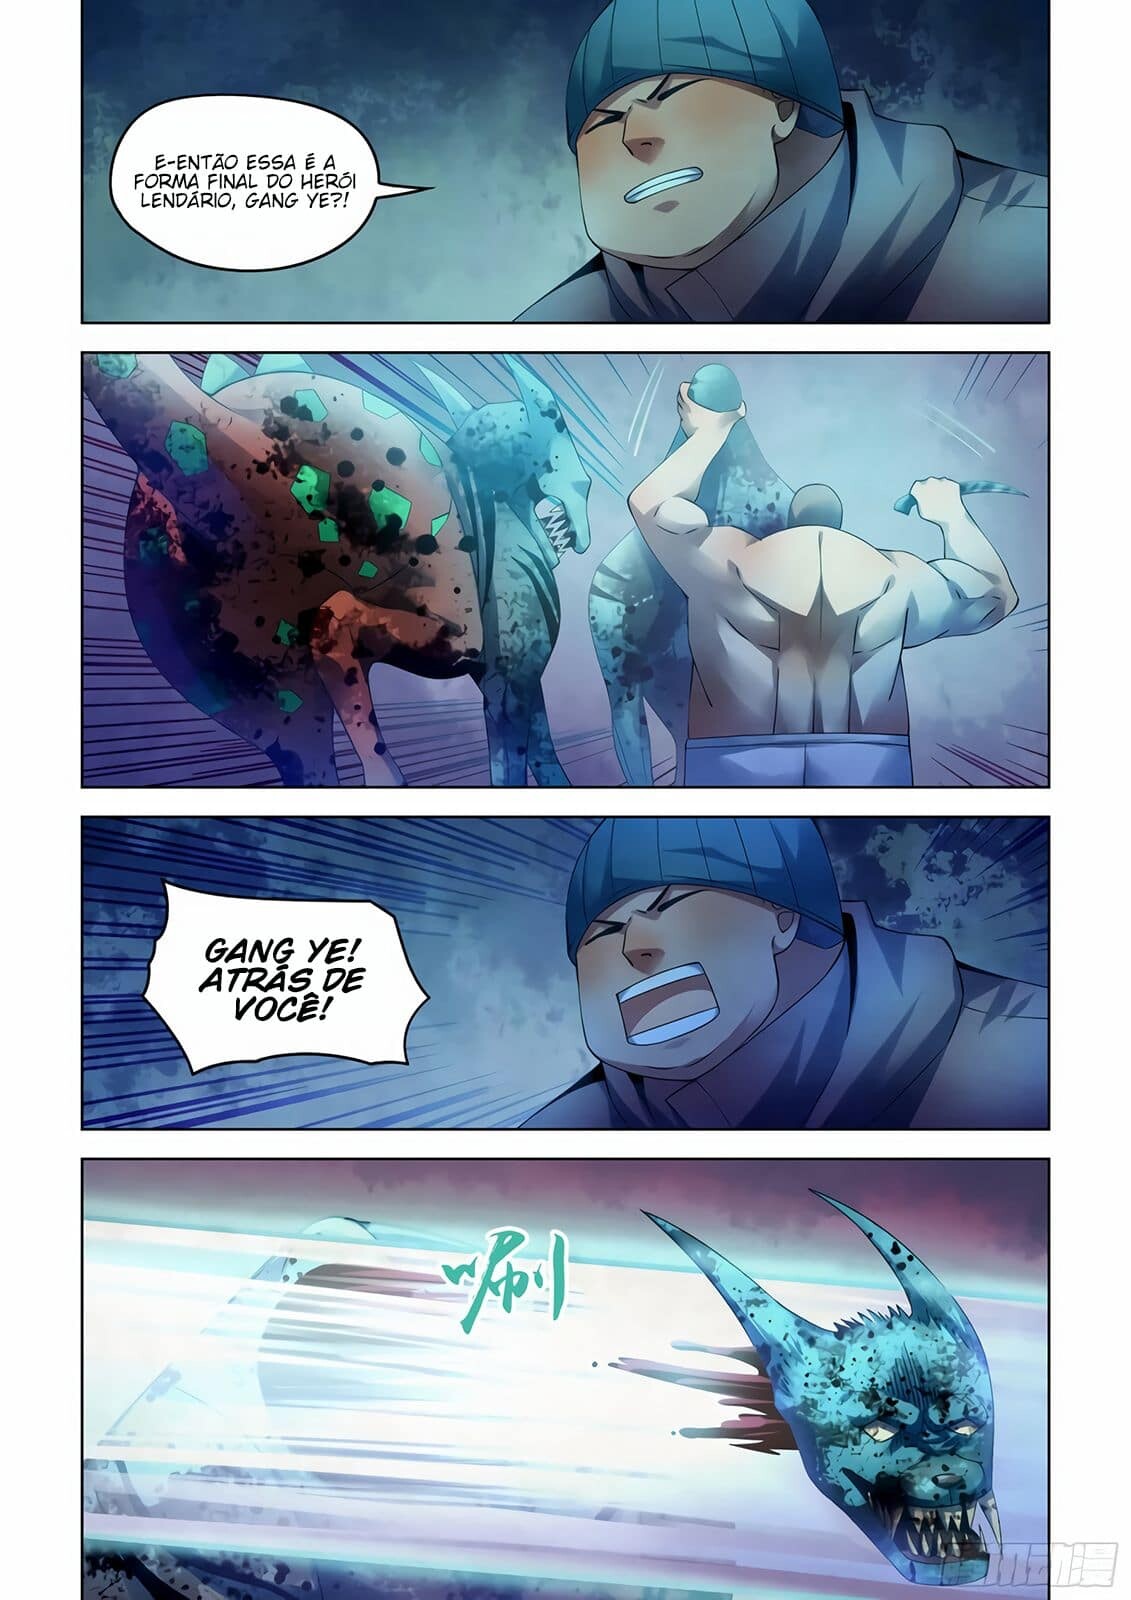 E-ENTÃO ESSA É A
FORMA FINAL DO HERÓI
LENDÁRIO, GANG YE?!
GANG YE!
ATRÁS DE
VOCÊ!
唰